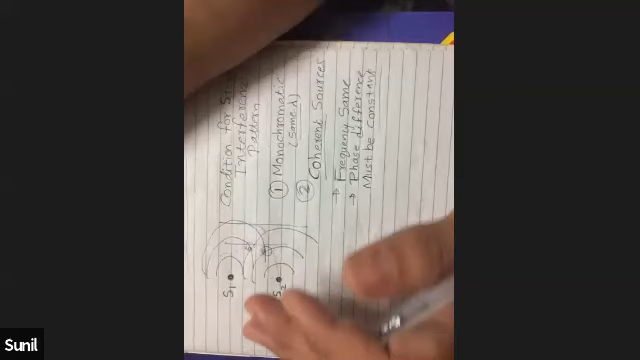 Condition for
Interference
Pattern
① Monochromatic
(Same λ)
② Coherent Sources
→ Frequency Same
→ Phase difference
Must be constant
S1
S2
Sunil